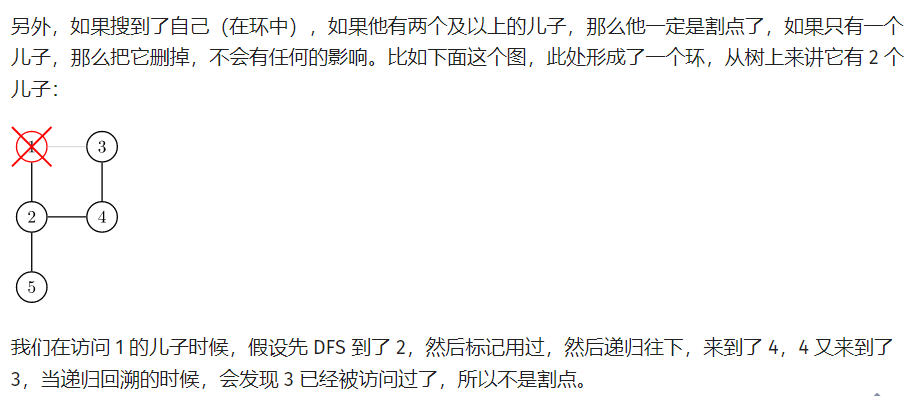 另外，如果搜到了自己（在环中），如果他有两个及以上的儿子，那么他一定是割点了，如果只有一个
儿子，那么把它删掉，不会有任何的影响。比如下面这个图，此处形成了一个环，从树上来讲它有 2 个
儿子：
1 3
2 4
5
我们在访问 1 的儿子时候，假设先 DFS 到了 2，然后标记用过，然后递归往下，来到了 4，4 又来到了
3，当递归回溯的时候，会发现 3 已经被访问过了，所以不是割点。